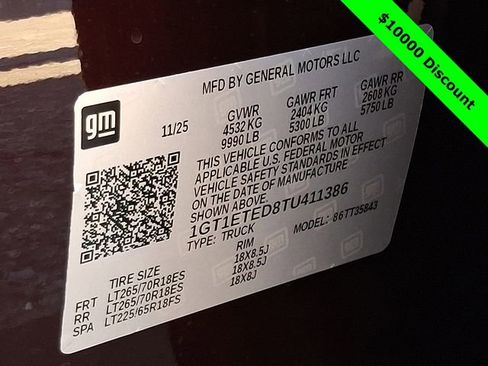 $10000 Discount
MFD BY GENERAL MOTORS LLC
gm
11/25
GVWR GAWR FRT GAWR RR
4532 KG 2404 KG 2608 KG
9990 LB 5300 LB 5750 LB
THIS VEHICLE CONFORMS TO ALL
APPLICABLE U.S. FEDERAL MOTOR
VEHICLE SAFETY STANDARDS IN EFFECT
ON THE DATE OF MANUFACTURE
SHOWN ABOVE.
1GT1ETED8TU411386
TYPE: TRUCK MODEL: 86TT35843
TIRE SIZE RIM
FRT LT265/70R18ES 18X8.5J
RR LT265/70R18ES 18X8.5J
SPA LT225/65R18FS 18X8J